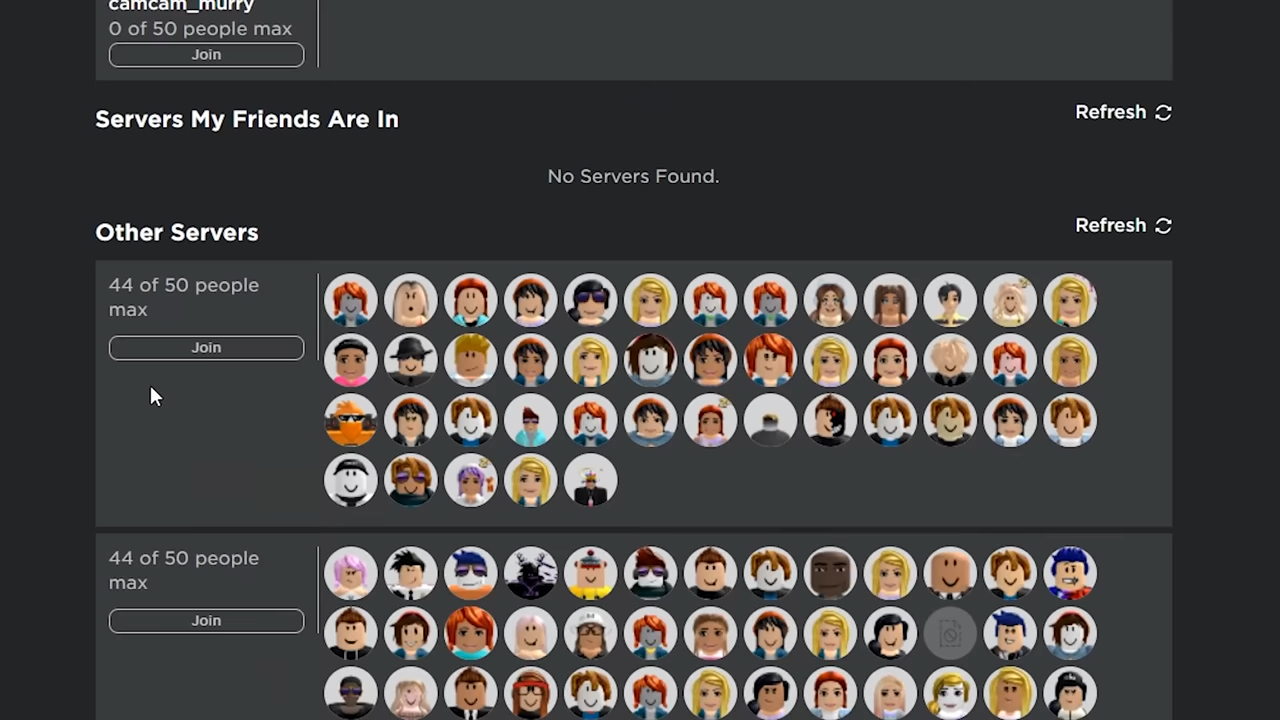 camcam_murry
0 of 50 people max
Join
Servers My Friends Are In
Refresh
No Servers Found.
Other Servers
Refresh
44 of 50 people
max
Join
44 of 50 people
max
Join